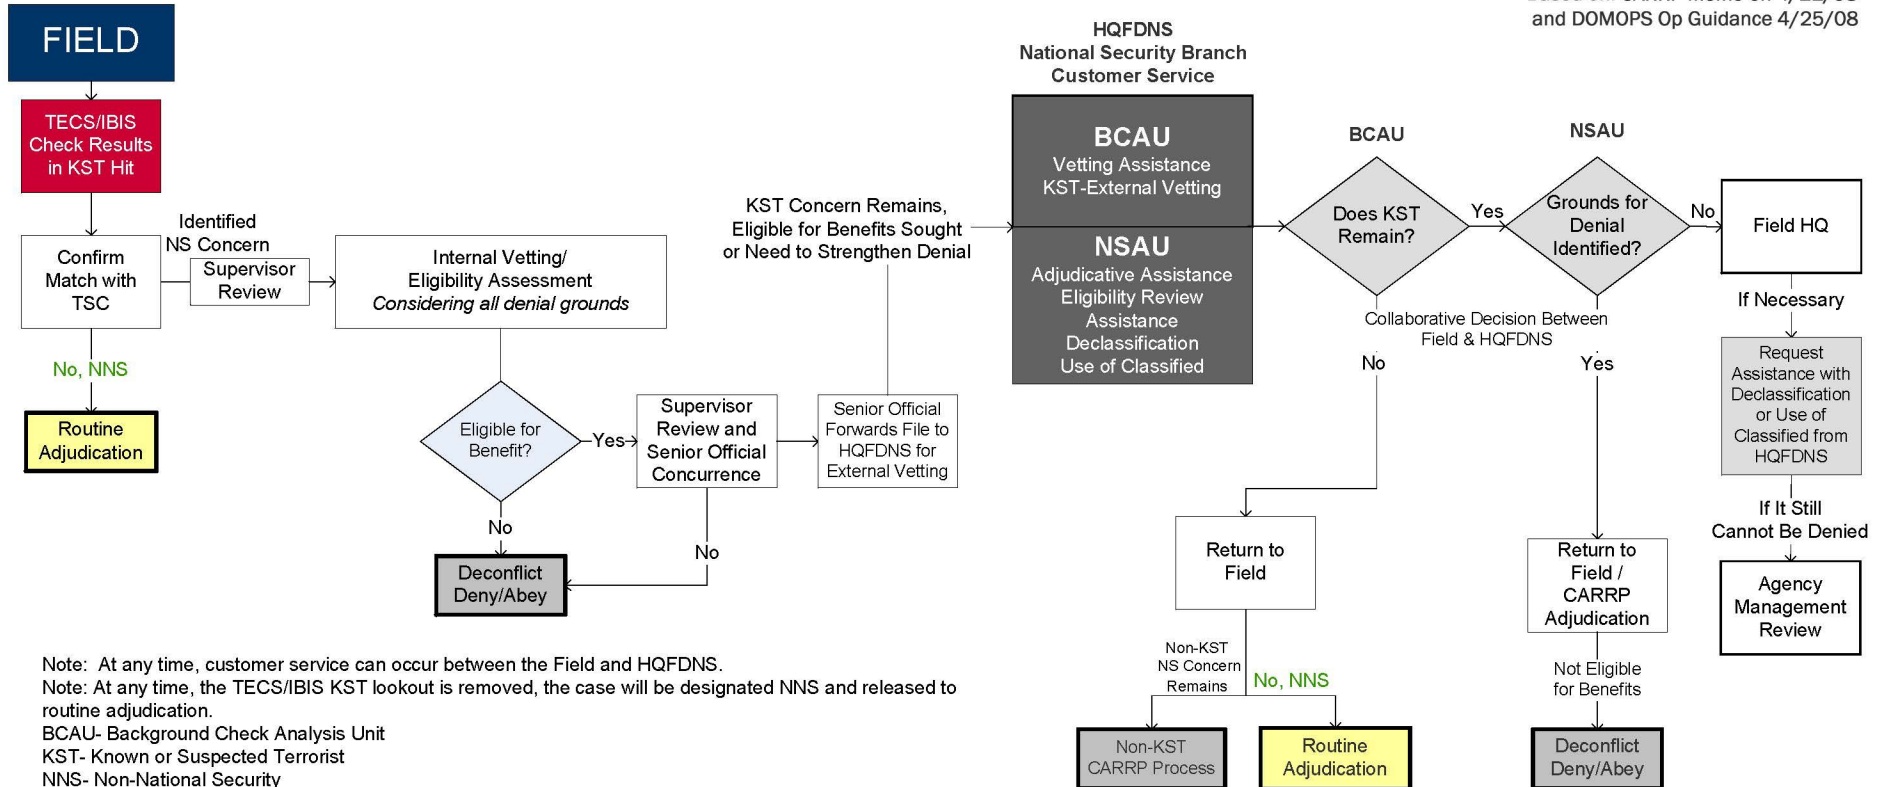 and DOMOPS Op Guidance 4/25/08
FIELD
TECS/IBIS
Check Results
in KST Hit
Identified
NS Concern
Confirm
Match with
TSC
Supervisor
Review
No, NNS
Routine
Adjudication
Internal Vetting/
Eligibility Assessment
Considering all denial grounds
Eligible for
Benefit?
Yes
No
Deconflict
Deny/Abey
Supervisor
Review and
Senior Official
Concurrence
No
Senior Official
Forwards File to
HQFDNS for
External Vetting
KST Concern Remains,
Eligible for Benefits Sought
or Need to Strengthen Denial
HQFDNS
National Security Branch
Customer Service
BCAU
Vetting Assistance
KST-External Vetting
NSAU
Adjudicative Assistance
Eligibility Review
Assistance
Declassification
Use of Classified
BCAU
Does KST
Remain?
Yes
NSAU
Grounds for
Denial
Identified?
No
Field HQ
Collaborative Decision Between
Field & HQFDNS
No
Yes
If Necessary
Request
Assistance with
Declassification
or Use of
Classified from
HQFDNS
If It Still
Cannot Be Denied
Agency
Management
Review
Return to
Field
Non-KST
NS Concern
Remains
No, NNS
Non-KST
CARRP Process
Routine
Adjudication
Return to
Field /
CARRP
Adjudication
Not Eligible
for Benefits
Deconflict
Deny/Abey
Note: At any time, customer service can occur between the Field and HQFDNS.
Note: At any time, the TECS/IBIS KST lookout is removed, the case will be designated NNS and released to
routine adjudication.
BCAU- Background Check Analysis Unit
KST- Known or Suspected Terrorist
NNS- Non-National Security